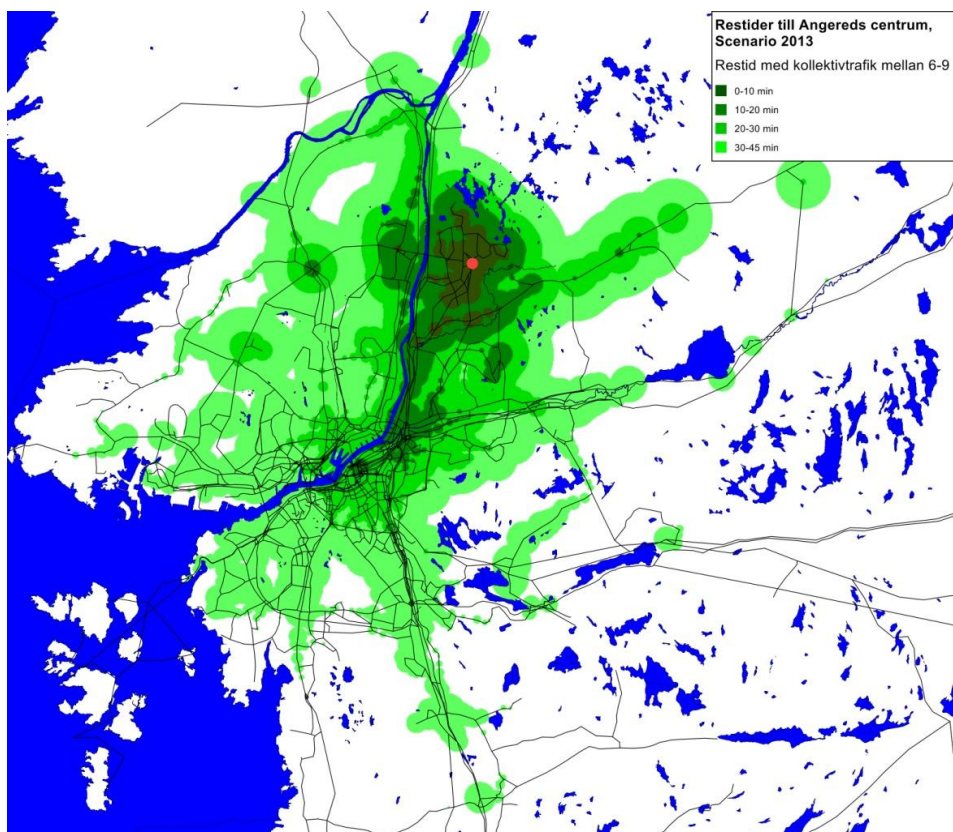 Restider till Angereds centrum,
Scenario 2013
Restid med kollektivtrafik mellan 6-9
0-10 min
10-20 min
20-30 min
30-45 min